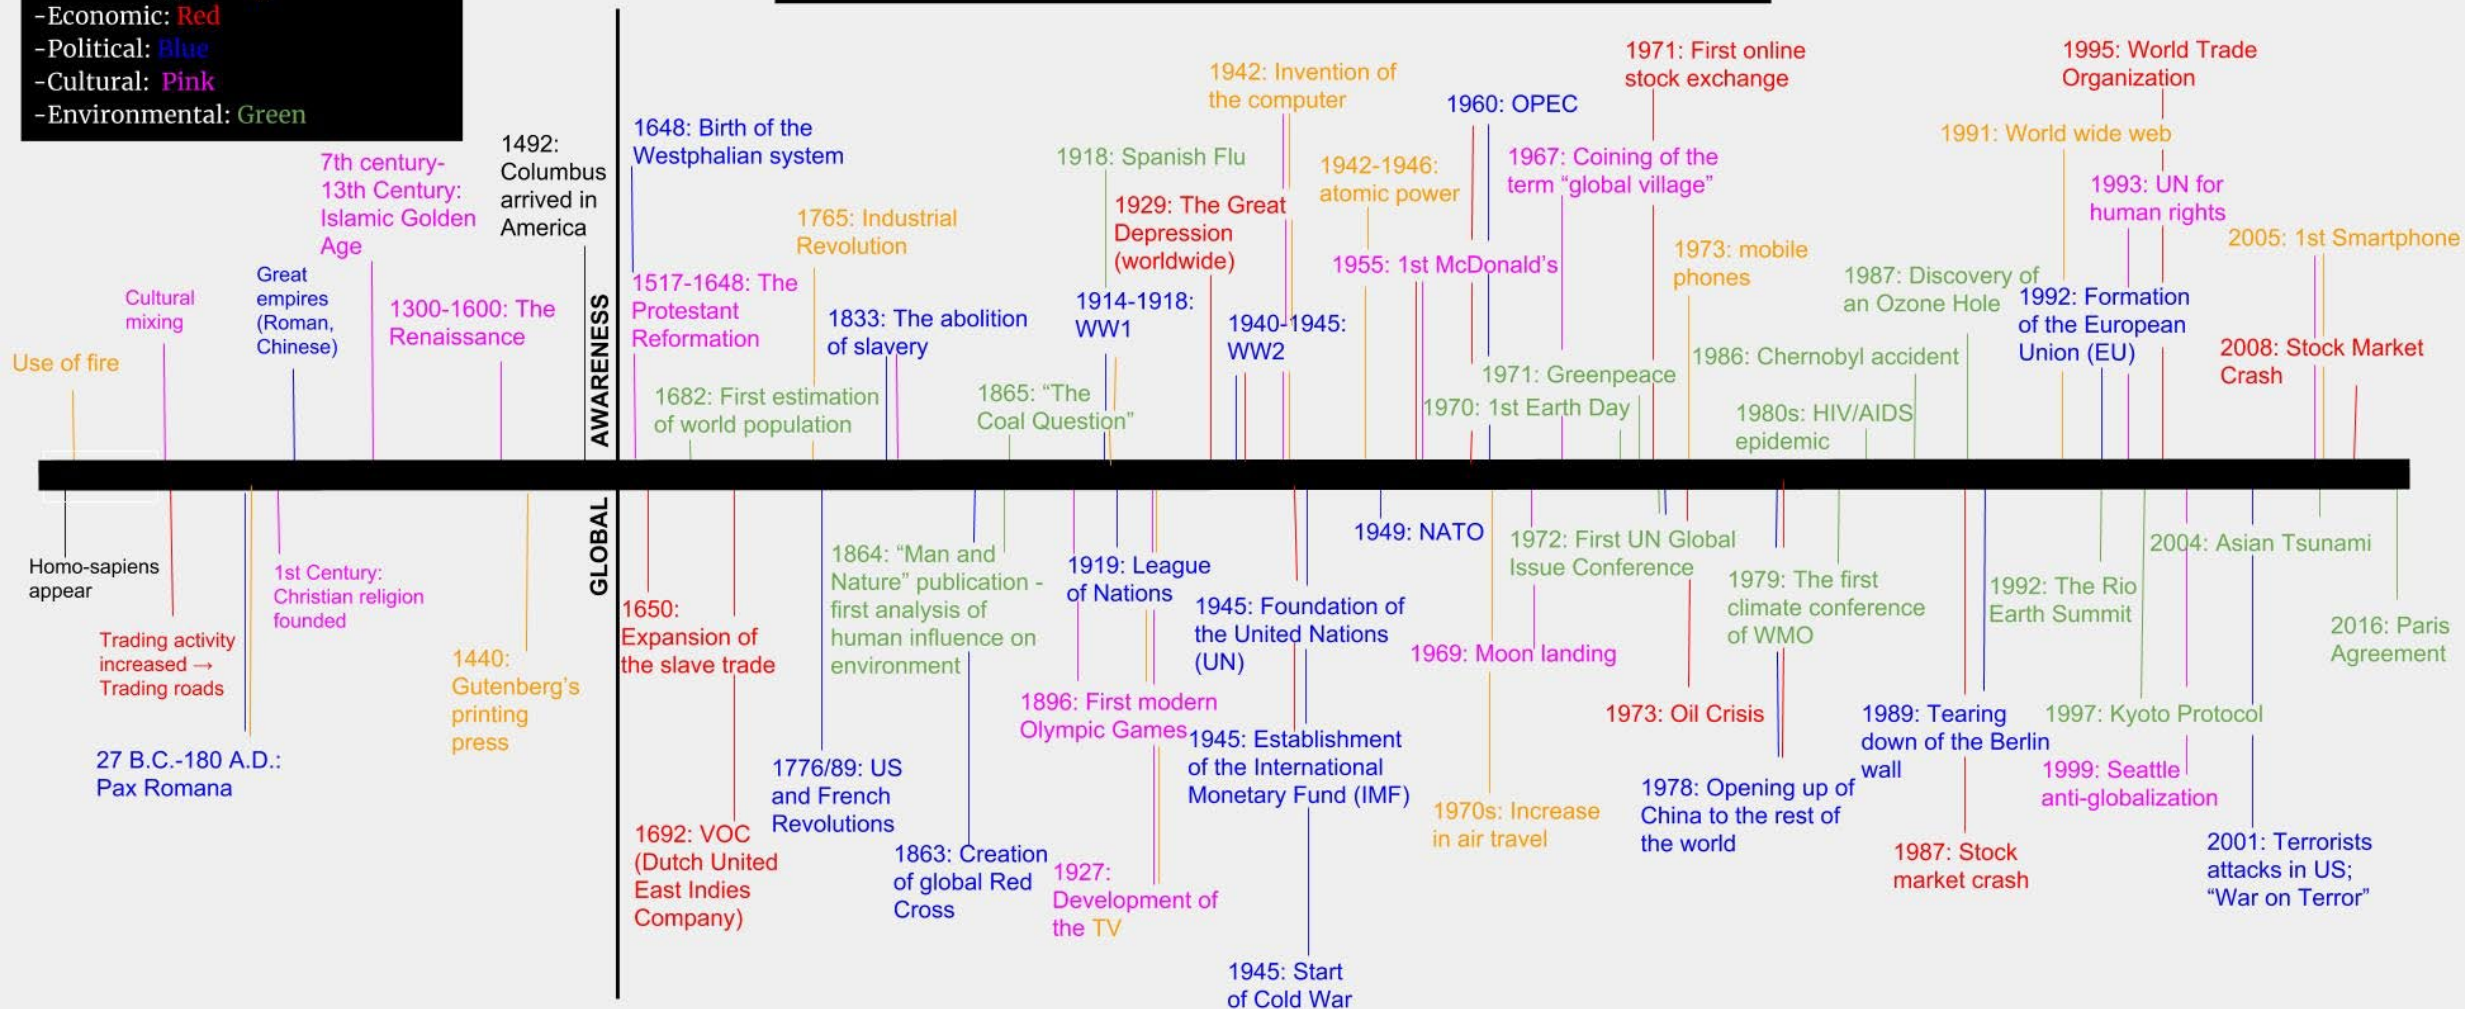 -Economic: Red
-Political: Blue
-Cultural: Pink
-Environmental: Green
Use of fire
Cultural
mixing
Great
empires
(Roman,
Chinese)
7th century-
13th Century:
Islamic Golden
Age
1300-1600: The
Renaissance
1492:
Columbus
arrived in
America
GLOBAL AWARENESS
1648: Birth of the
Westphalian system
1517-1648: The
Protestant
Reformation
1682: First estimation
of world population
1765: Industrial
Revolution
1833: The abolition
of slavery
1865: “The
Coal Question”
1918: Spanish Flu
1914-1918:
WW1
1929: The Great
Depression
(worldwide)
1942: Invention of
the computer
1940-1945:
WW2
1942-1946:
atomic power
1955: 1st McDonald’s
1960: OPEC
1967: Coining of the
term “global village”
1971: Greenpeace
1970: 1st Earth Day
1971: First online
stock exchange
1973: mobile
phones
1986: Chernobyl accident
1980s: HIV/AIDS
epidemic
1987: Discovery of
an Ozone Hole
1991: World wide web
1992: Formation
of the European
Union (EU)
1995: World Trade
Organization
1993: UN for
human rights
2005: 1st Smartphone
2008: Stock Market
Crash
Homo-sapiens
appear
Trading activity
increased →
Trading roads
27 B.C.-180 A.D.:
Pax Romana
1st Century:
Christian religion
founded
1440:
Gutenberg’s
printing
press
1650:
Expansion of
the slave trade
1692: VOC
(Dutch United
East Indies
Company)
1776/89: US
and French
Revolutions
1864: “Man and
Nature” publication -
first analysis of
human influence on
environment
1863: Creation
of global Red
Cross
1896: First modern
Olympic Games
1919: League
of Nations
1927:
Development of
the TV
1945: Foundation of
the United Nations
(UN)
1945: Establishment
of the International
Monetary Fund (IMF)
1945: Start
of Cold War
1949: NATO
1969: Moon landing
1970s: Increase
in air travel
1972: First UN Global
Issue Conference
1973: Oil Crisis
1979: The first
climate conference
of WMO
1978: Opening up of
China to the rest of
the world
1989: Tearing
down of the Berlin
wall
1987: Stock
market crash
1992: The Rio
Earth Summit
1997: Kyoto Protocol
1999: Seattle
anti-globalization
2004: Asian Tsunami
2001: Terrorists
attacks in US;
“War on Terror”
2016: Paris
Agreement